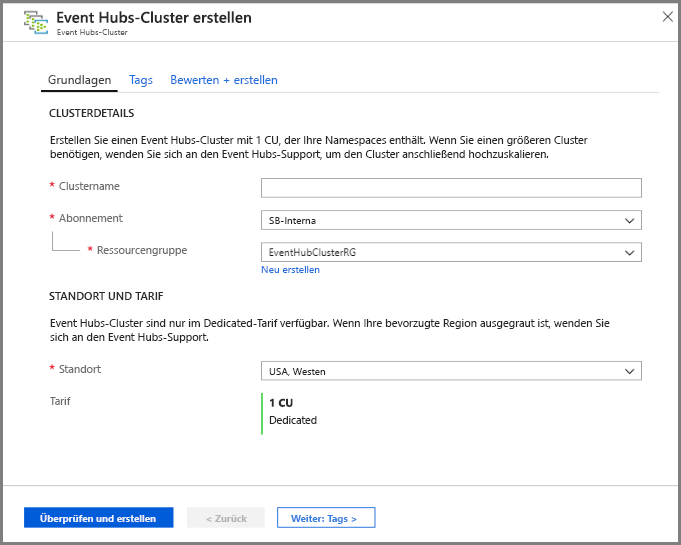 Event Hubs-Cluster erstellen
Event Hubs-Cluster
Grundlagen Tags Bewerten + erstellen
CLUSTERDETAILS
Erstellen Sie einen Event Hubs-Cluster mit 1 CU, der Ihre Namespaces enthält. Wenn Sie einen größeren Cluster
benötigen, wenden Sie sich an den Event Hubs-Support, um den Cluster anschließend hochzuskalieren.
* Clustername
* Abonnement SB-Interna
* Ressourcengruppe EventHubClusterRG
Neu erstellen
STANDORT UND TARIF
Event Hubs-Cluster sind nur im Dedicated-Tarif verfügbar. Wenn Ihre bevorzugte Region ausgegraut ist, wenden Sie
sich an den Event Hubs-Support.
* Standort USA, Westen
Tarif 1 CU
Dedicated
Überprüfen und erstellen < Zurück Weiter: Tags >